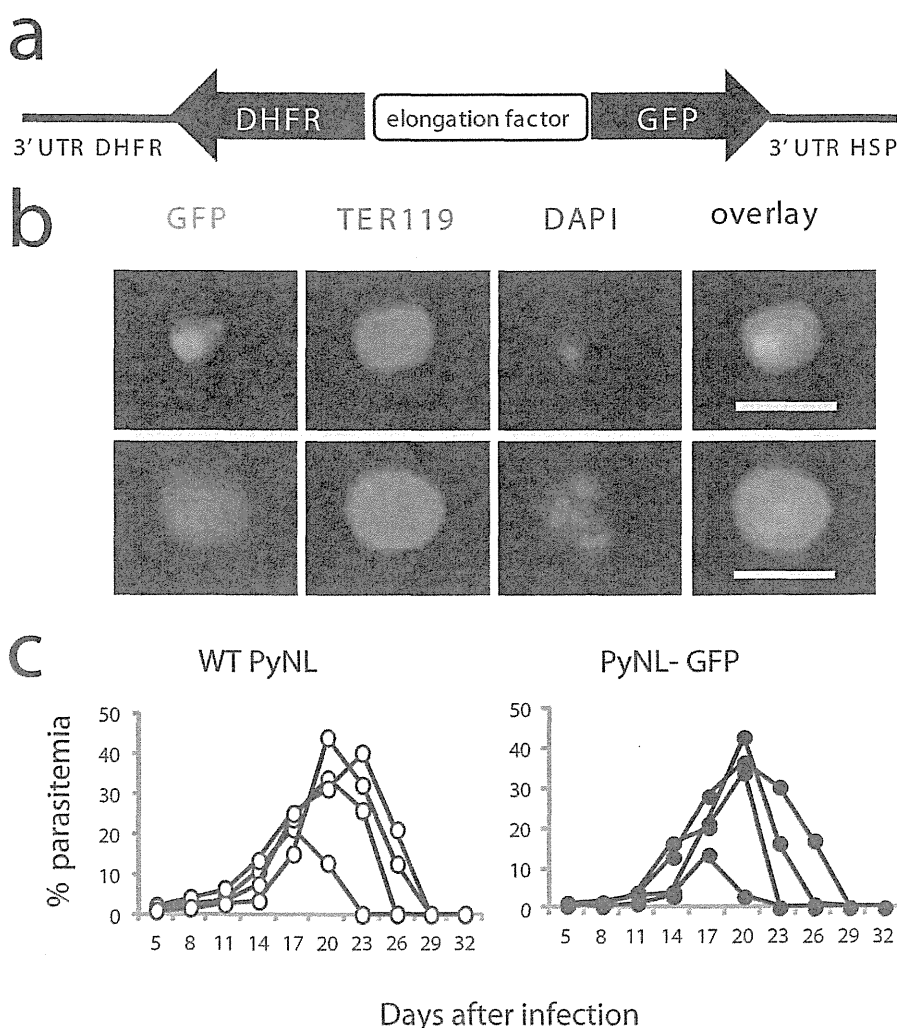 a
DHFR elongation factor GFP
3' UTR DHFR 3' UTR HSP
b
GFP TER119 DAPI overlay
c
WT PyNL PyNL- GFP
% parasitemia
50
40
30
20
10
0
5 8 11 14 17 20 23 26 29 32
50
40
30
20
10
0
5 8 11 14 17 20 23 26 29 32
Days after infection